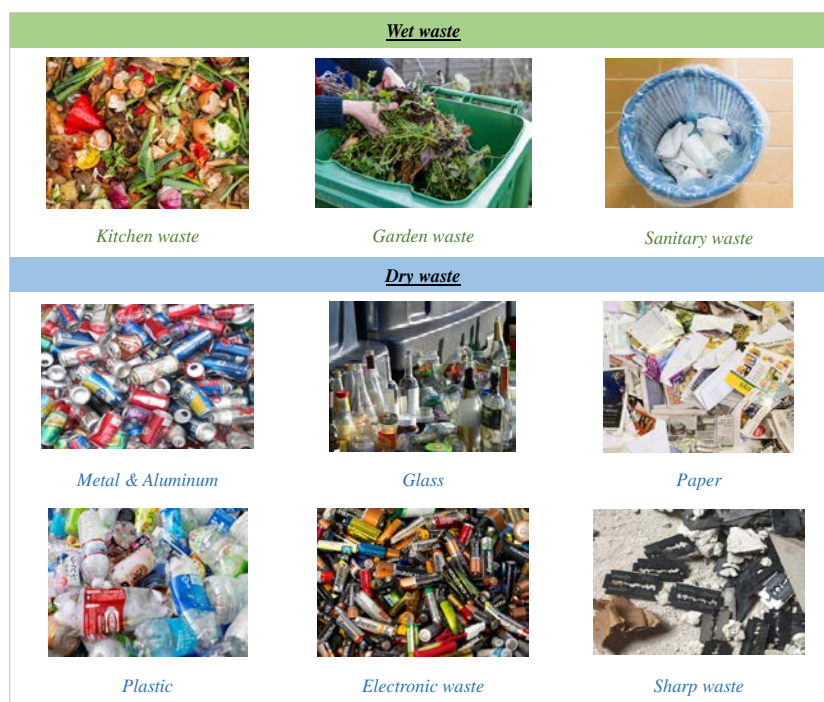 Wet waste
Kitchen waste
Garden waste
Sanitary waste
Dry waste
Metal & Aluminum
Glass
Paper
Plastic
Electronic waste
Sharp waste